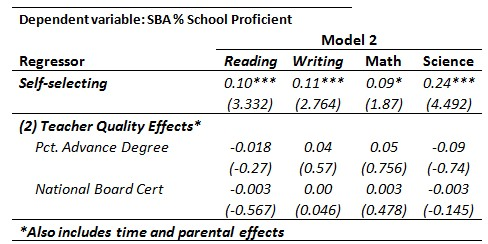 Dependent variable: SBA % School Proficient
Model 2
Regressor Reading Writing Math Science
Self-selecting 0.10*** 0.11*** 0.09* 0.24***
(3.332) (2.764) (1.87) (4.492)
(2) Teacher Quality Effects*
Pct. Advance Degree -0.018 0.04 0.05 -0.09
(-0.27) (0.57) (0.756) (-0.74)
National Board Cert -0.003 0.00 0.003 -0.003
(-0.567) (0.046) (0.478) (-0.145)
*Also includes time and parental effects